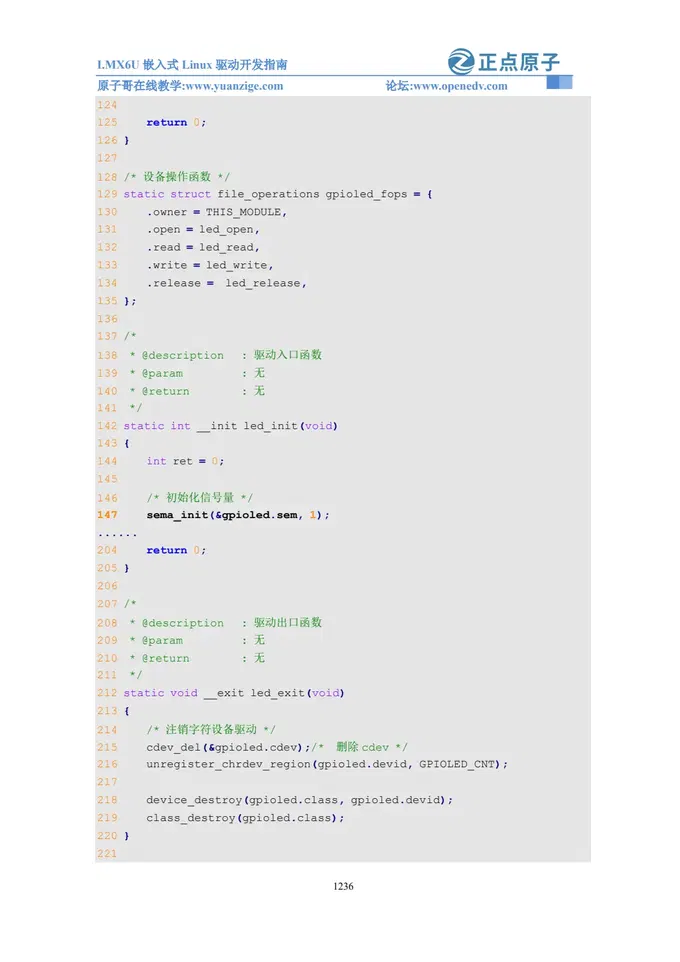 I.MX6U 嵌入式 Linux 驱动开发指南
正点原子
原子哥在线教学:www.yuanzige.com
论坛:www.openedv.com
124
125 return 0;
126 }
127
128 /* 设备操作函数 */
129 static struct file_operations gpioled_fops = {
130 .owner = THIS_MODULE,
131 .open = led_open,
132 .read = led_read,
133 .write = led_write,
134 .release = led_release,
135 };
136
137 /*
138 * @description : 驱动入口函数
139 * @param : 无
140 * @return : 无
141 */
142 static int __init led_init(void)
143 {
144 int ret = 0;
145
146 /* 初始化信号量 */
147 sema_init(&gpioled.sem, 1);
......
204 return 0;
205 }
206
207 /*
208 * @description : 驱动出口函数
209 * @param : 无
210 * @return : 无
211 */
212 static void __exit led_exit(void)
213 {
214 /* 注销字符设备驱动 */
215 cdev_del(&gpioled.cdev);/* 删除 cdev */
216 unregister_chrdev_region(gpioled.devid, GPIOLED_CNT);
217
218 device_destroy(gpioled.class, gpioled.devid);
219 class_destroy(gpioled.class);
220 }
221
1236